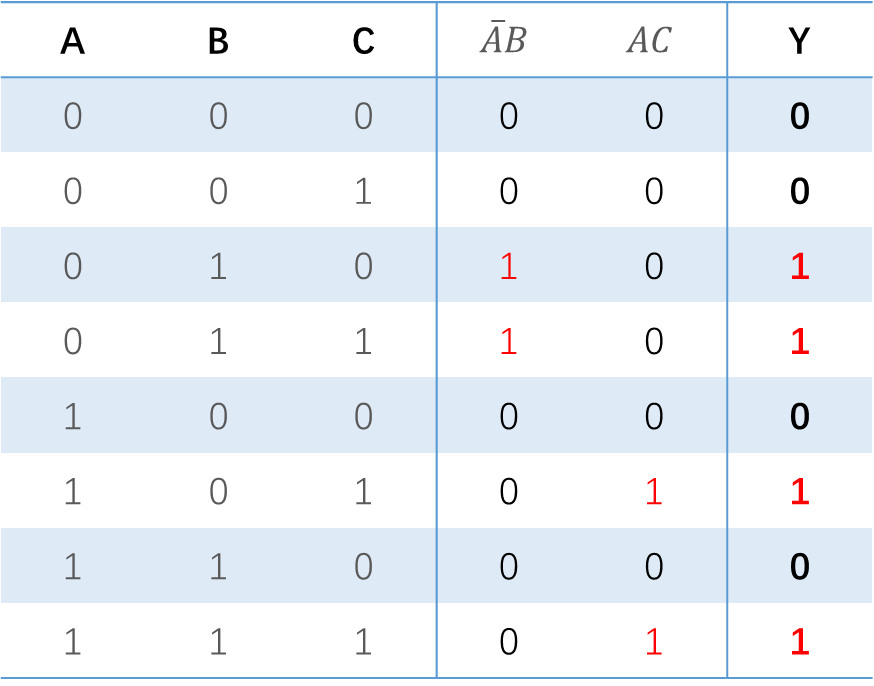 A B C A̅B AC Y
0 0 0 0 0 0
0 0 1 0 0 0
0 1 0 1 0 1
0 1 1 1 0 1
1 0 0 0 0 0
1 0 1 0 1 1
1 1 0 0 0 0
1 1 1 0 1 1